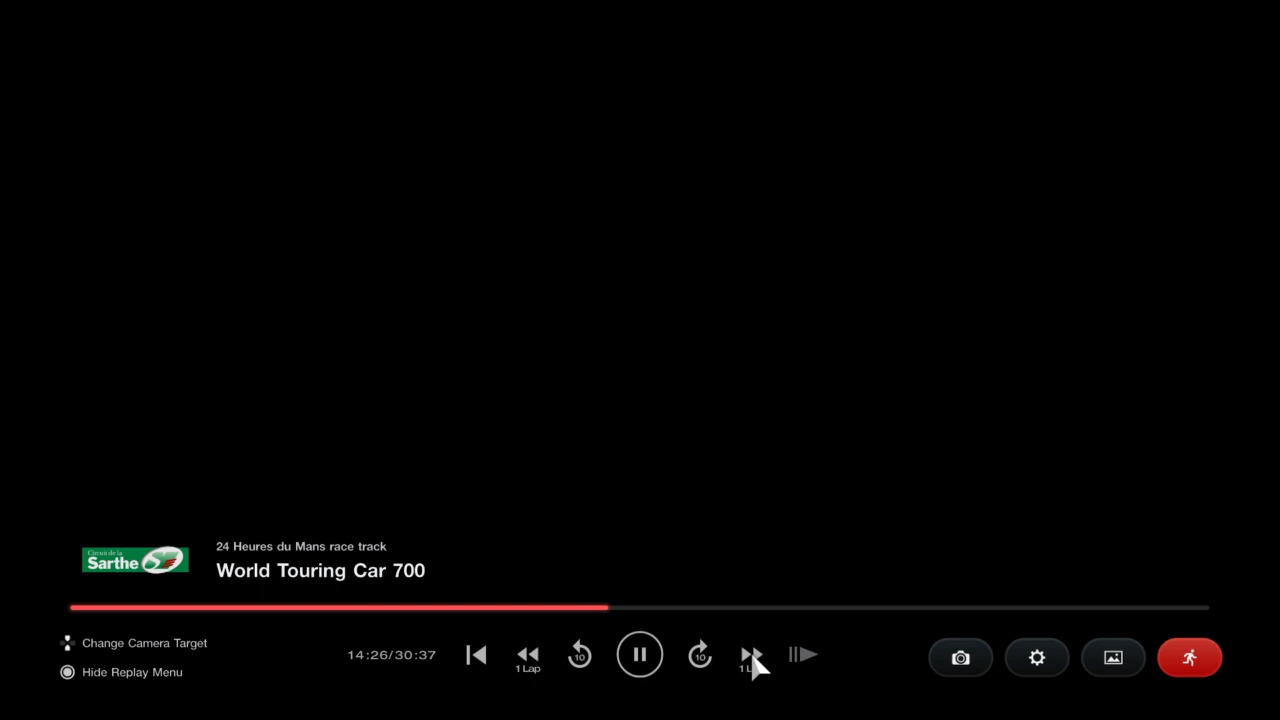 Circuit de la
Sarthe
24 Heures du Mans race track
World Touring Car 700
Change Camera Target
Hide Replay Menu
14:26/30:37
1 Lap
10
10
1 L